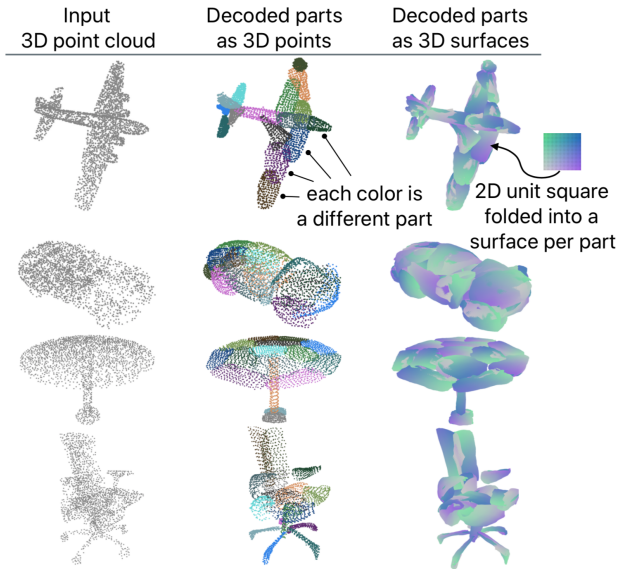 Input
3D point cloud
Decoded parts
as 3D points
Decoded parts
as 3D surfaces
each color is
a different part
2D unit square
folded into a
surface per part